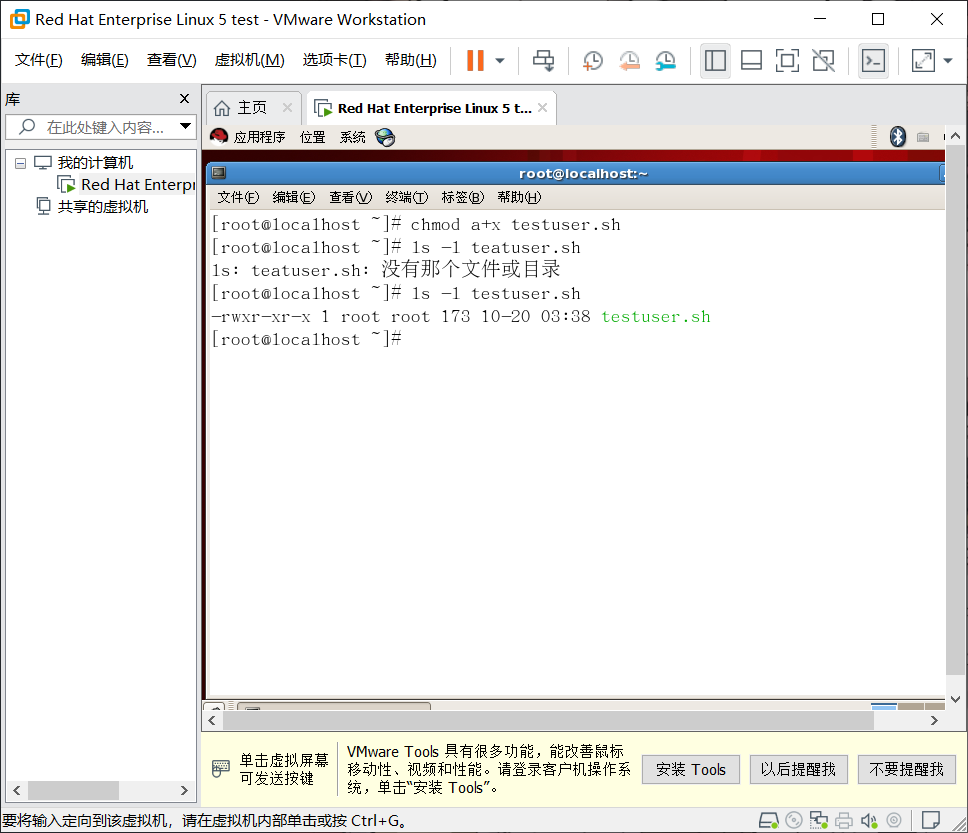 Red Hat Enterprise Linux 5 test - VMware Workstation
文件(F) 编辑(E) 查看(V) 虚拟机(M) 选项卡(T) 帮助(H)
库
在此处键入内容...
我的计算机
Red Hat Enterpr
共享的虚拟机
主页
Red Hat Enterprise Linux 5 t...
应用程序 位置 系统
root@localhost:~
文件(F) 编辑(E) 查看(V) 终端(T) 标签(B) 帮助(H)
[root@localhost ~]# chmod a+x testuser.sh
[root@localhost ~]# ls -l teatuser.sh
ls: teatuser.sh: 没有那个文件或目录
[root@localhost ~]# ls -l testuser.sh
-rwxr-xr-x 1 root root 173 10-20 03:38 testuser.sh
[root@localhost ~]#
单击虚拟屏幕
可发送按键
VMware Tools 具有很多功能，能改善鼠标
移动性、视频和性能。请登录客户机操作系
统，单击“安装 Tools”。
安装 Tools
以后提醒我
不要提醒我
要将输入定向到该虚拟机，请在虚拟机内部单击或按 Ctrl+G。